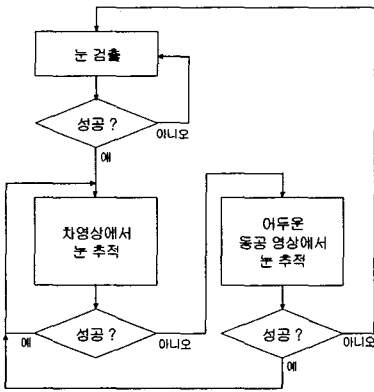 눈 검출
성공 ?
아니오
예
차영상에서
눈 추적
어두운
동공 영상에서
눈 추적
성공 ?
예
아니오
성공 ?
아니오
예